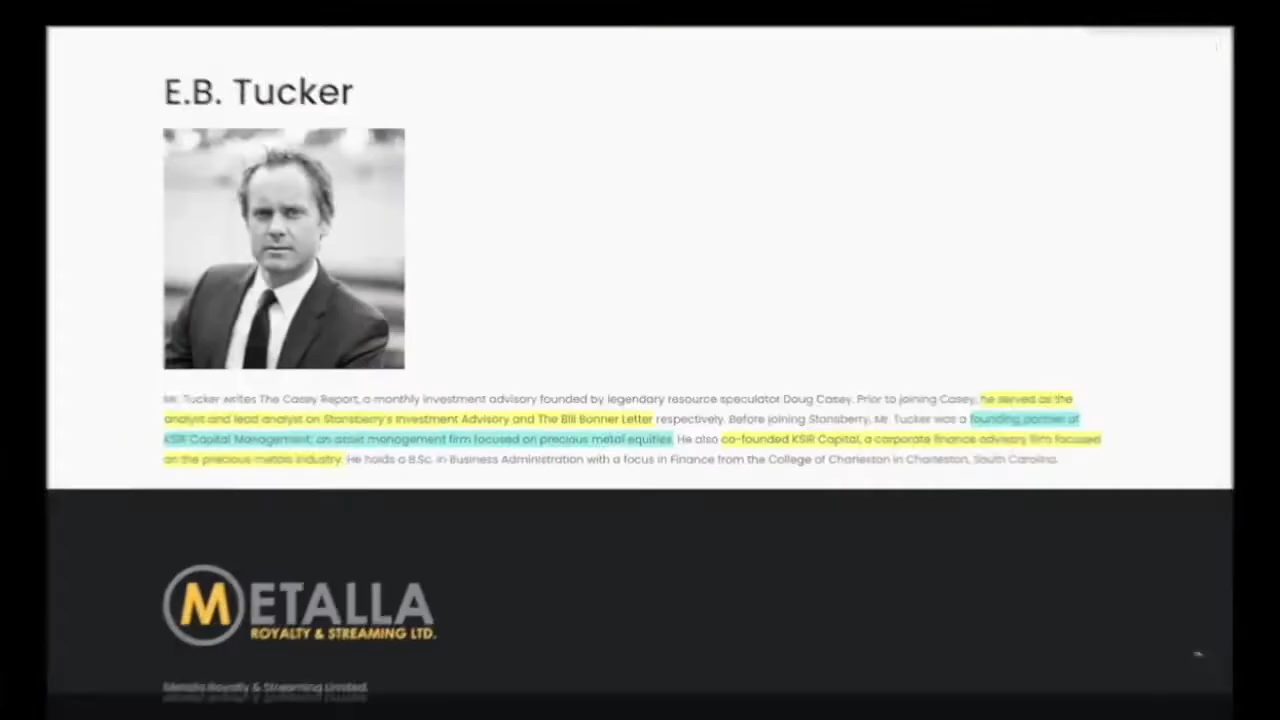 E.B. Tucker
Mr. Tucker writes The Casey Report, a monthly investment advisory founded by legendary resource speculator Doug Casey. Prior to joining Casey, he served as the
analyst and lead analyst on Stansberry's Investment Advisory and The Bill Bonner Letter respectively. Before joining Stansberry, Mr. Tucker was a founding partner of
KSIR Capital Management, an asset management firm focused on precious metal equities. He also co-founded KSIR Capital, a corporate finance advisory firm focused
on the precious metals industry. He holds a B.Sc. in Business Administration with a focus in Finance from the College of Charleston in Charleston, South Carolina.
METALLA
ROYALTY & STREAMING LTD.
Metalla Royalty & Streaming Limited